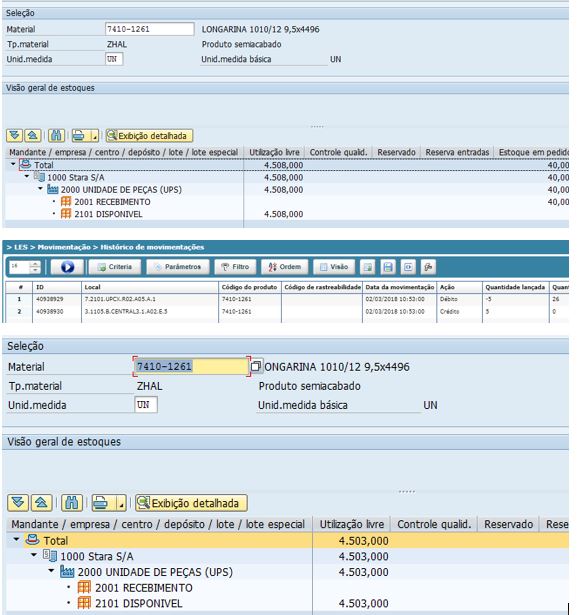 Seleção
Material 7410-1261 LONGARINA 1010/12 9,5x4496
Tp.material ZHAL Produto semiacabado
Unid.medida UN Unid.medida básica UN
Visão geral de estoques
Exibição detalhada
Mandante / empresa / centro / depósito / lote / lote especial Utilização livre Controle qualid. Reservado Reserva entradas Estoque em pedido
Total 4.508,000 40,00
1000 Stara S/A 4.508,000 40,00
2000 UNIDADE DE PEÇAS (UPS) 4.508,000 40,00
2001 RECEBIMENTO 40,00
2101 DISPONIVEL 4.508,000
> LES > Movimentação > Histórico de movimentações
16 Critéria Parâmetros Filtro Ordem Visão
# ID Local Código do produto Código de rastreabilidade Data da movimentação Ação Quantidade lançada Quan
1 40938929 7.2101.UPCX.R02.A05.A.1 7410-1261 02/03/2018 10:53:00 Débito -5 26
2 40938930 3.1105.B.CENTRAL3.1.A02.E.5 7410-1261 02/03/2018 10:53:00 Crédito 5 0
Seleção
Material 7410-1261 ONGARINA 1010/12 9,5x4496
Tp.material ZHAL Produto semiacabado
Unid.medida UN Unid.medida básica UN
Visão geral de estoques
Exibição detalhada
Mandante / empresa / centro / depósito / lote / lote especial Utilização livre Controle qualid. Reservado Rese
Total 4.503,000
1000 Stara S/A 4.503,000
2000 UNIDADE DE PEÇAS (UPS) 4.503,000
2001 RECEBIMENTO
2101 DISPONIVEL 4.503,000